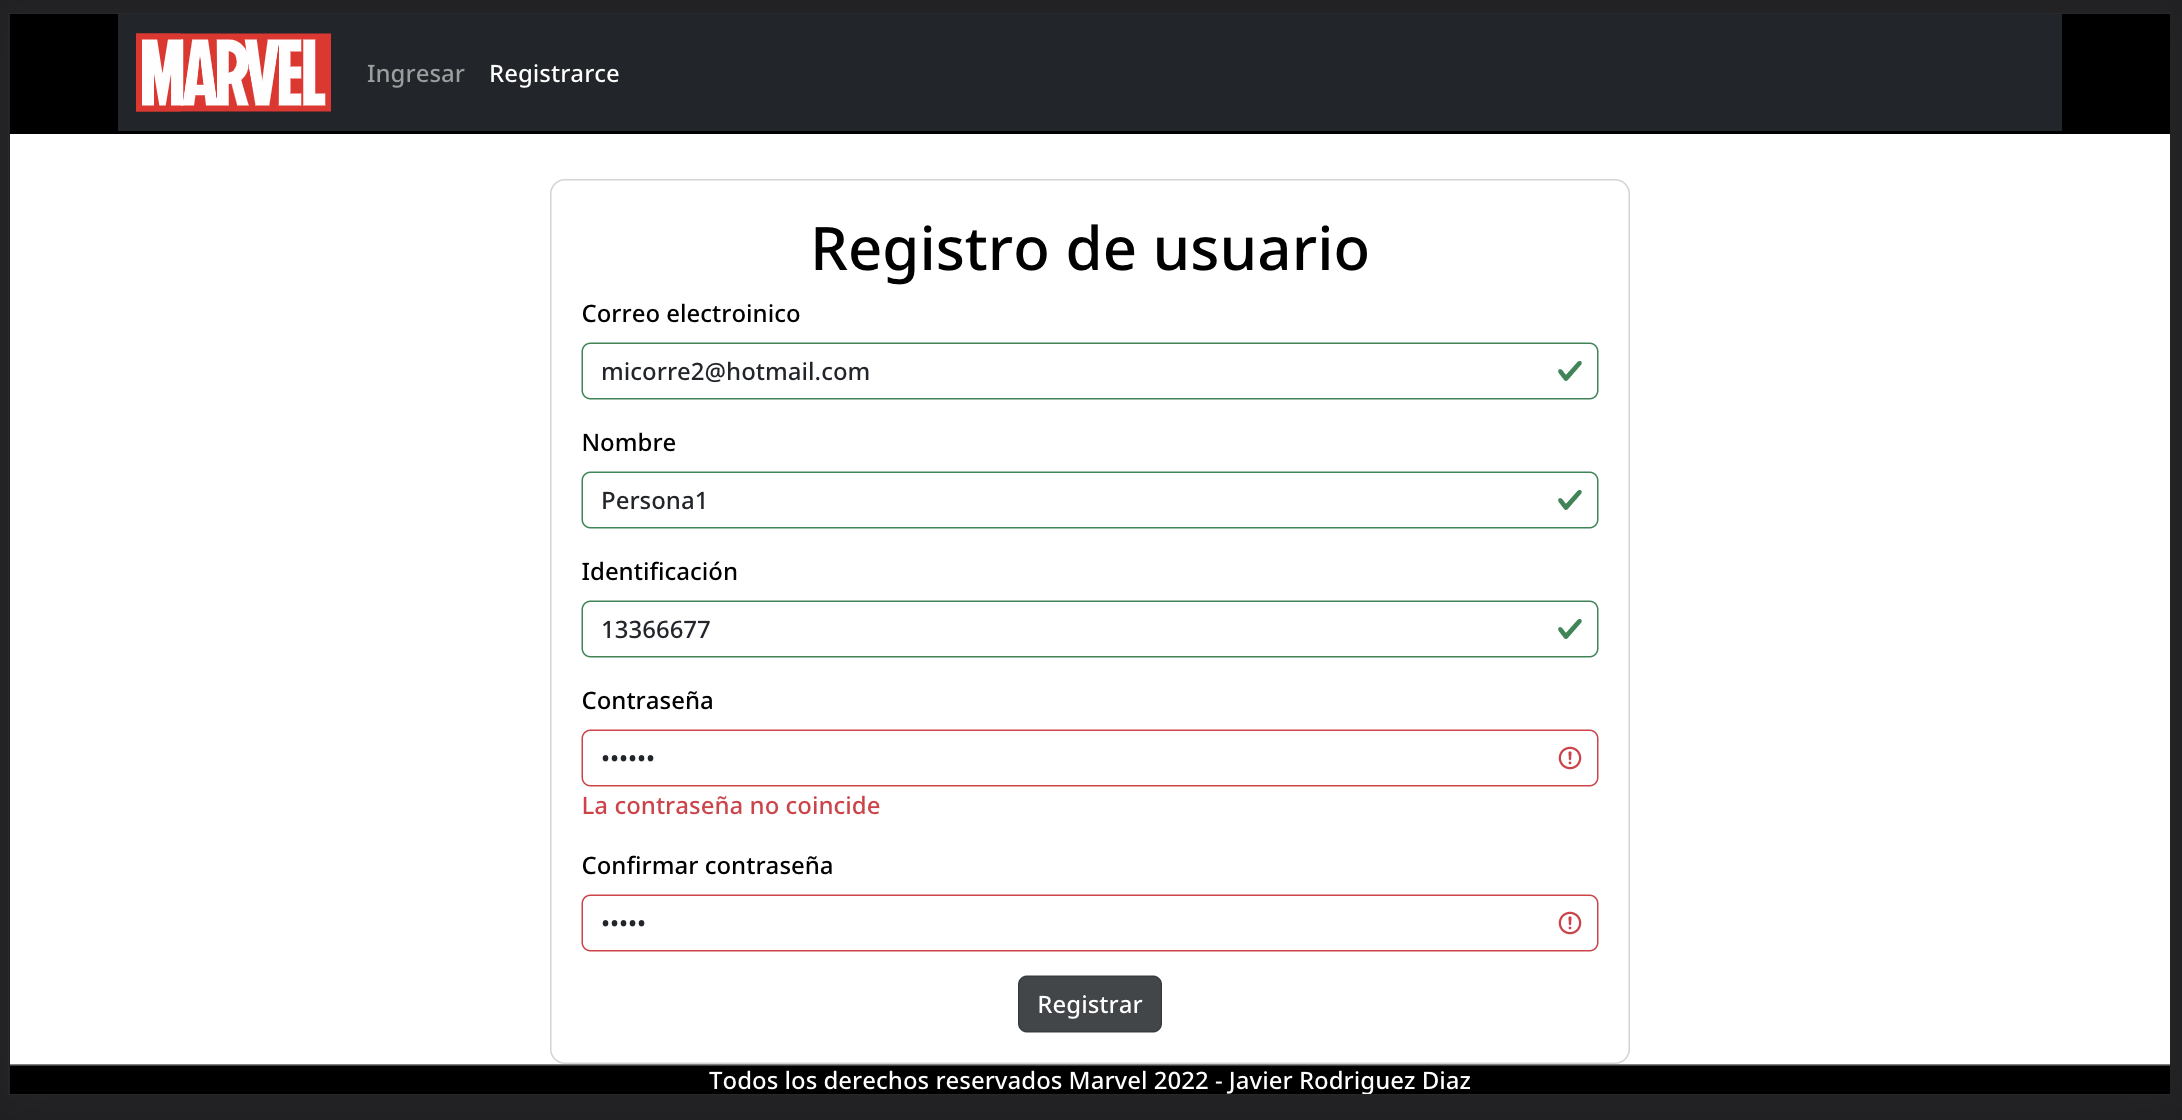 MARVEL Ingresar Registrarce
Registro de usuario
Correo electroinico
micorre2@hotmail.com
Nombre
Persona1
Identificación
13366677
Contraseña
••••••
La contraseña no coincide
Confirmar contraseña
•••••
Registrar
Todos los derechos reservados Marvel 2022 - Javier Rodriguez Diaz